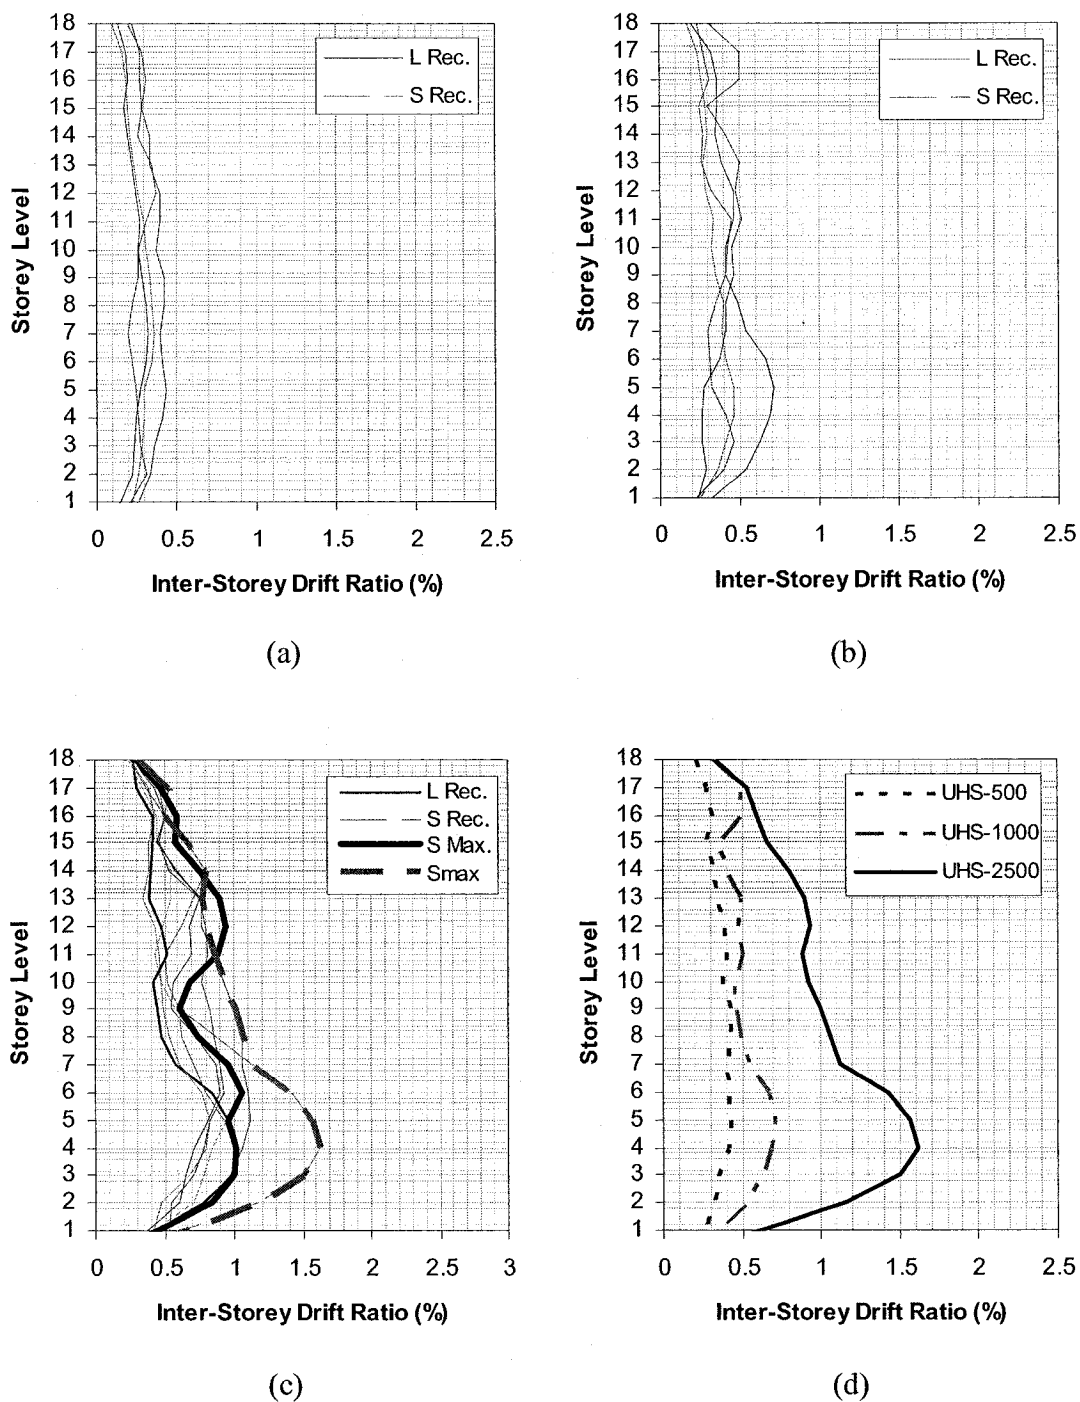 18
17
16
15
14
13
12
11
10
9
8
7
6
5
4
3
2
1
Storey Level
L Rec.
S Rec.
0 0.5 1 1.5 2 2.5
Inter-Storey Drift Ratio (%)
(a)
18
17
16
15
14
13
12
11
10
9
8
7
6
5
4
3
2
1
Storey Level
L Rec.
S Rec.
0 0.5 1 1.5 2 2.5
Inter-Storey Drift Ratio (%)
(b)
18
17
16
15
14
13
12
11
10
9
8
7
6
5
4
3
2
1
Storey Level
L Rec.
S Rec.
S Max.
Smax
0 0.5 1 1.5 2 2.5 3
Inter-Storey Drift Ratio (%)
(c)
18
17
16
15
14
13
12
11
10
9
8
7
6
5
4
3
2
1
Storey Level
UHS-500
UHS-1000
UHS-2500
0 0.5 1 1.5 2 2.5
Inter-Storey Drift Ratio (%)
(d)